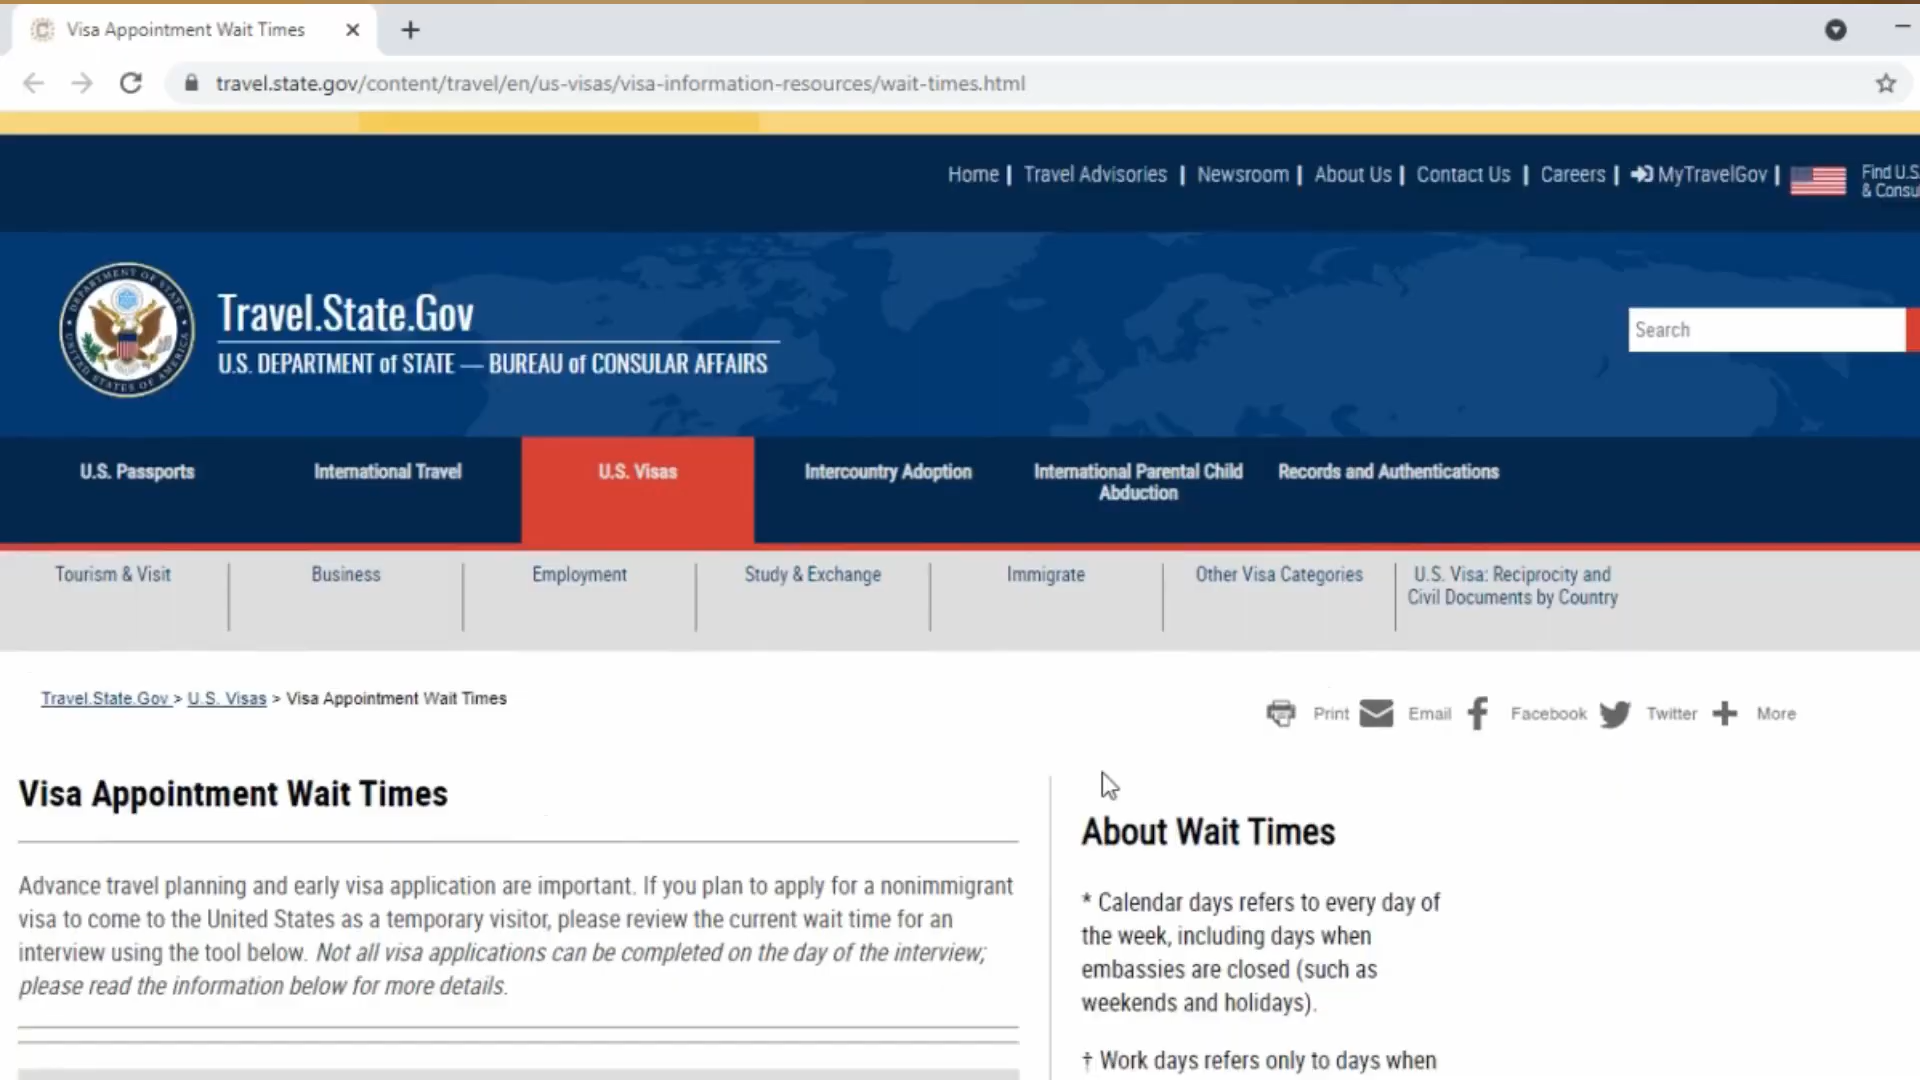 Visa Appointment Wait Times
travel.state.gov/content/travel/en/us-visas/visa-information-resources/wait-times.html
Home | Travel Advisories | Newsroom | About Us | Contact Us | Careers | MyTravelGov |
Find U.S.
& Consu
DEPARTMENT OF STATE
UNITED STATES OF AMERICA
Travel.State.Gov
U.S. DEPARTMENT of STATE — BUREAU of CONSULAR AFFAIRS
Search
U.S. Passports
International Travel
U.S. Visas
Intercountry Adoption
International Parental Child
Abduction
Records and Authentications
Tourism & Visit
Business
Employment
Study & Exchange
Immigrate
Other Visa Categories
U.S. Visa: Reciprocity and
Civil Documents by Country
Travel.State.Gov > U.S. Visas > Visa Appointment Wait Times
Print Email Facebook Twitter More
Visa Appointment Wait Times
Advance travel planning and early visa application are important. If you plan to apply for a nonimmigrant
visa to come to the United States as a temporary visitor, please review the current wait time for an
interview using the tool below. Not all visa applications can be completed on the day of the interview;
please read the information below for more details.
About Wait Times
* Calendar days refers to every day of
the week, including days when
embassies are closed (such as
weekends and holidays).
† Work days refers only to days when